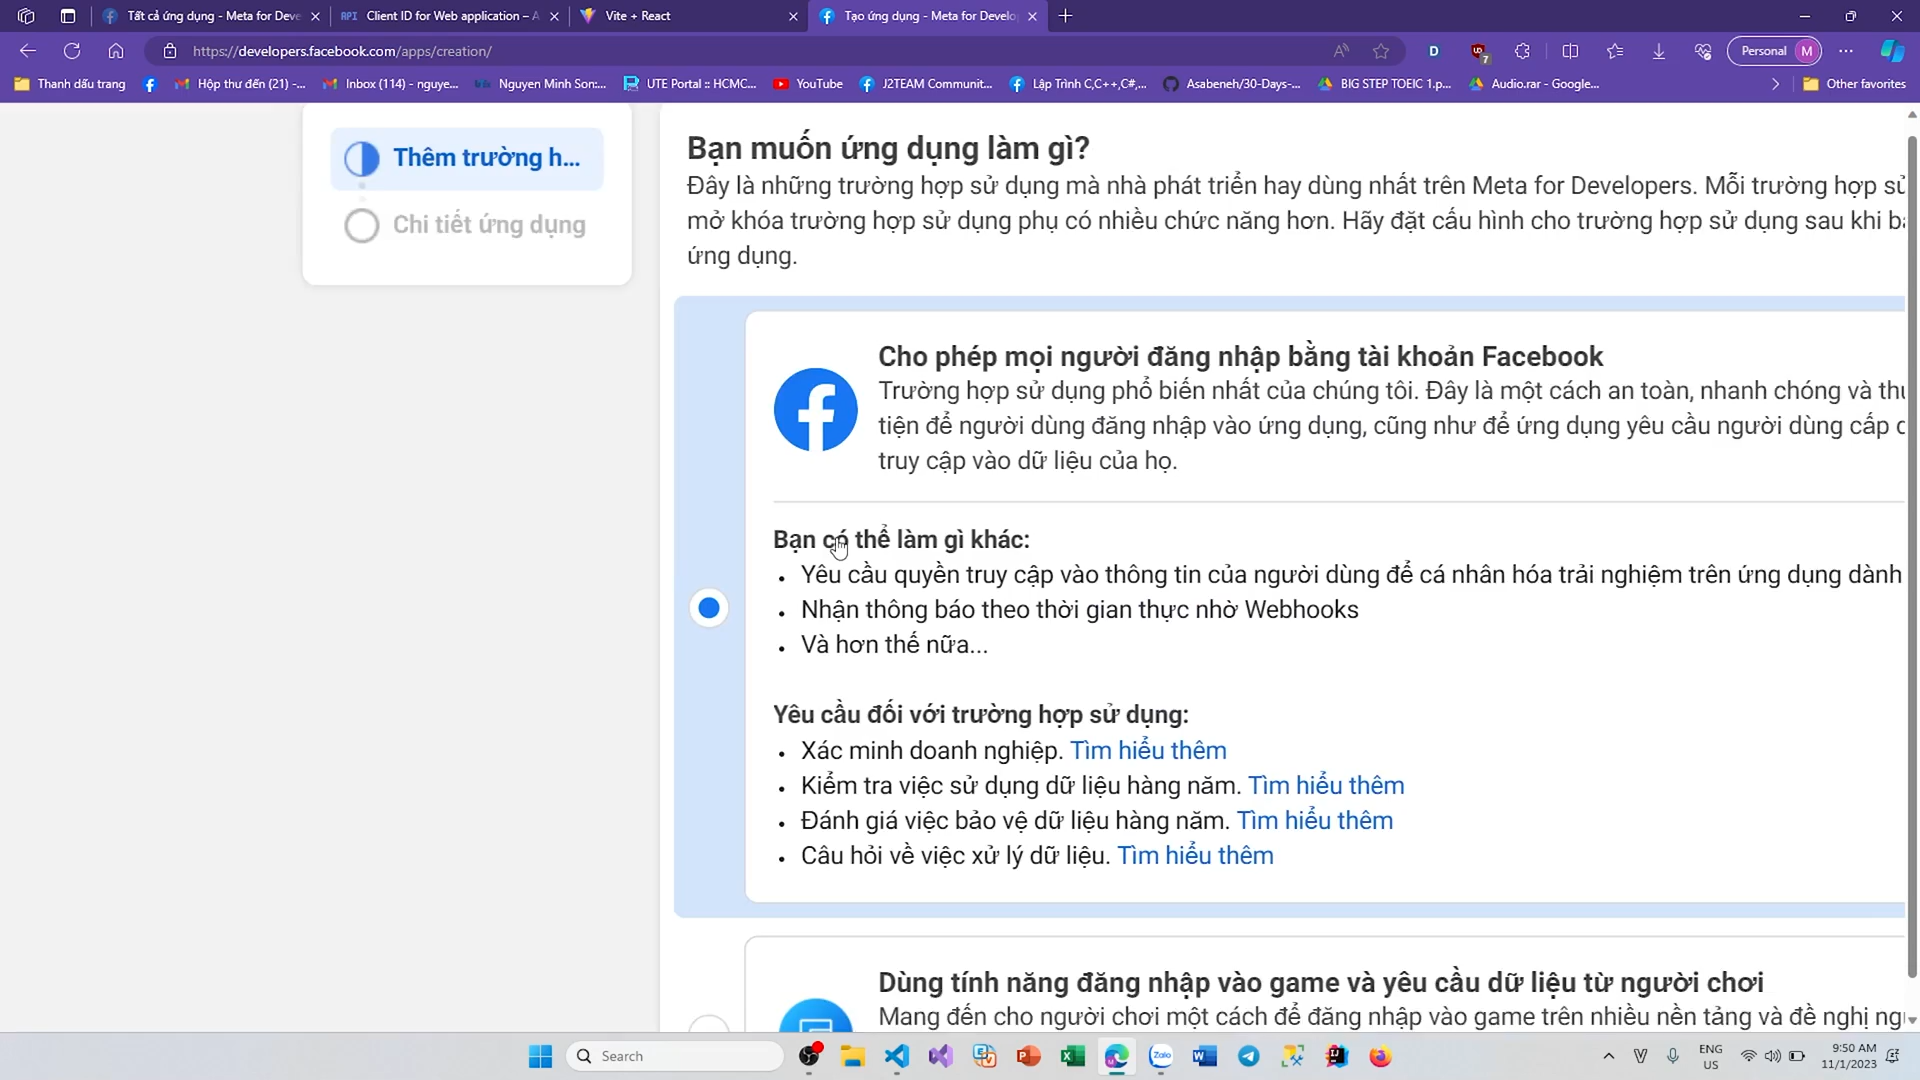 Tất cả ứng dụng - Meta for Deve
Client ID for Web application – A
Vite + React
Tạo ứng dụng - Meta for Develo
https://developers.facebook.com/apps/creation/
Personal
M
Thanh dấu trang
Hộp thư đến (21) -...
Inbox (114) - nguye...
Nguyen Minh Son:...
UTE Portal :: HCMC...
YouTube
J2TEAM Communit...
Lập Trình C,C++,C#,...
Asabeneh/30-Days-...
BIG STEP TOEIC 1.p...
Audio.rar - Google...
Other favorites
Thêm trường h...
Chi tiết ứng dụng
Bạn muốn ứng dụng làm gì?
Đây là những trường hợp sử dụng mà nhà phát triển hay dùng nhất trên Meta for Developers. Mỗi trường hợp sử
mở khóa trường hợp sử dụng phụ có nhiều chức năng hơn. Hãy đặt cấu hình cho trường hợp sử dụng sau khi
ứng dụng.
Cho phép mọi người đăng nhập bằng tài khoản Facebook
Trường hợp sử dụng phổ biến nhất của chúng tôi. Đây là một cách an toàn, nhanh chóng và
tiện để người dùng đăng nhập vào ứng dụng, cũng như để ứng dụng yêu cầu người dùng cấp
truy cập vào dữ liệu của họ.
Bạn có thể làm gì khác:
Yêu cầu quyền truy cập vào thông tin của người dùng để cá nhân hóa trải nghiệm trên ứng dụng dành
Nhận thông báo theo thời gian thực nhờ Webhooks
Và hơn thế nữa...
Yêu cầu đối với trường hợp sử dụng:
Xác minh doanh nghiệp. Tìm hiểu thêm
Kiểm tra việc sử dụng dữ liệu hàng năm. Tìm hiểu thêm
Đánh giá việc bảo vệ dữ liệu hàng năm. Tìm hiểu thêm
Câu hỏi về việc xử lý dữ liệu. Tìm hiểu thêm
Dùng tính năng đăng nhập vào game và yêu cầu dữ liệu từ người chơi
Mang đến cho người chơi một cách để đăng nhập vào game trên nhiều nền tảng và đề nghị
Search
ENG
US
9:50 AM
11/1/2023